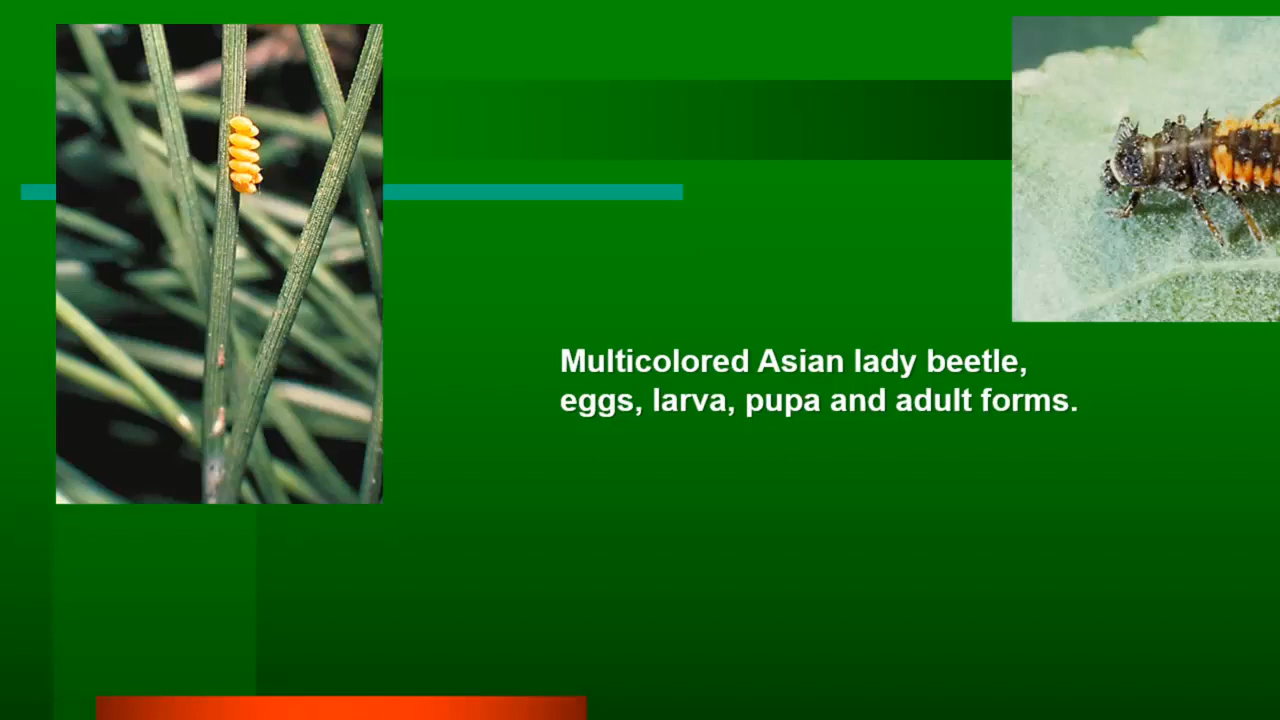 Multicolored Asian lady beetle,
eggs, larva, pupa and adult forms.